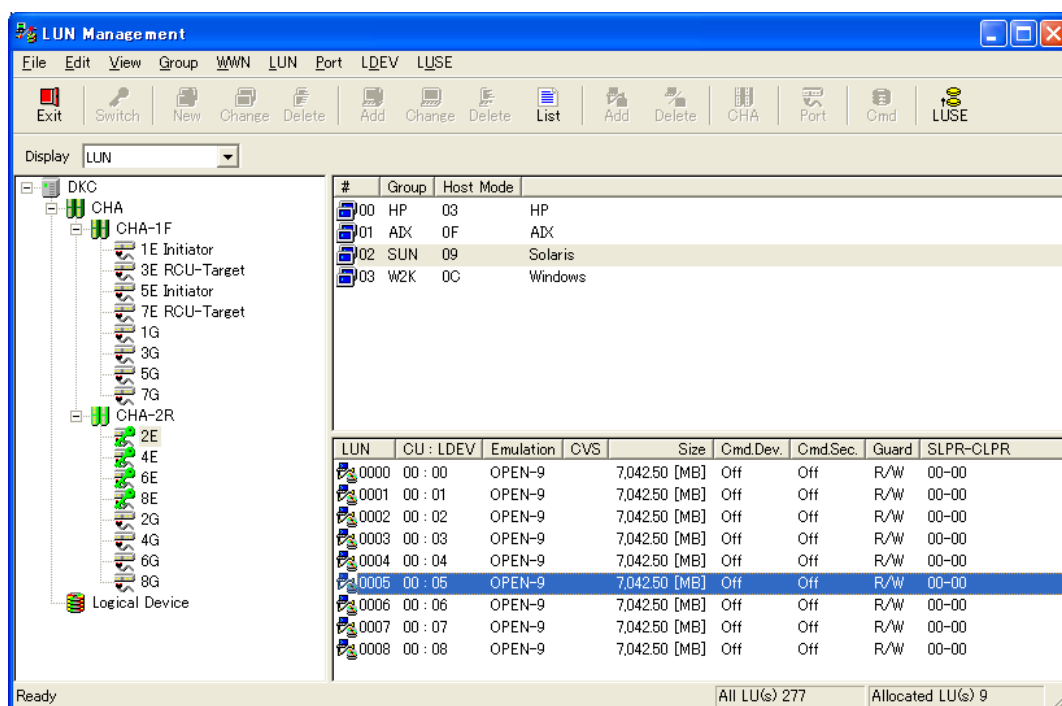 LUN Management
File Edit View Group WWN LUN Port LDEV LUSE
Exit Switch New Change Delete Add Change Delete List Add Delete CHA Port Cmd LUSE
Display LUN
DKC
CHA
CHA-1F
1E Initiator
3E RCU-Target
5E Initiator
7E RCU-Target
1G
3G
5G
7G
CHA-2R
2E
4E
6E
8E
2G
4G
6G
8G
Logical Device
# Group Host Mode
00 HP 03 HP
01 AIX 0F AIX
02 SUN 09 Solaris
03 W2K 0C Windows
LUN CU : LDEV Emulation CVS Size Cmd.Dev. Cmd.Sec. Guard SLPR-CLPR
0000 00 : 00 OPEN-9 7,042.50 [MB] Off Off R/W 00-00
0001 00 : 01 OPEN-9 7,042.50 [MB] Off Off R/W 00-00
0002 00 : 02 OPEN-9 7,042.50 [MB] Off Off R/W 00-00
0003 00 : 03 OPEN-9 7,042.50 [MB] Off Off R/W 00-00
0004 00 : 04 OPEN-9 7,042.50 [MB] Off Off R/W 00-00
0005 00 : 05 OPEN-9 7,042.50 [MB] Off Off R/W 00-00
0006 00 : 06 OPEN-9 7,042.50 [MB] Off Off R/W 00-00
0007 00 : 07 OPEN-9 7,042.50 [MB] Off Off R/W 00-00
0008 00 : 08 OPEN-9 7,042.50 [MB] Off Off R/W 00-00
Ready All LU(s) 277 Allocated LU(s) 9